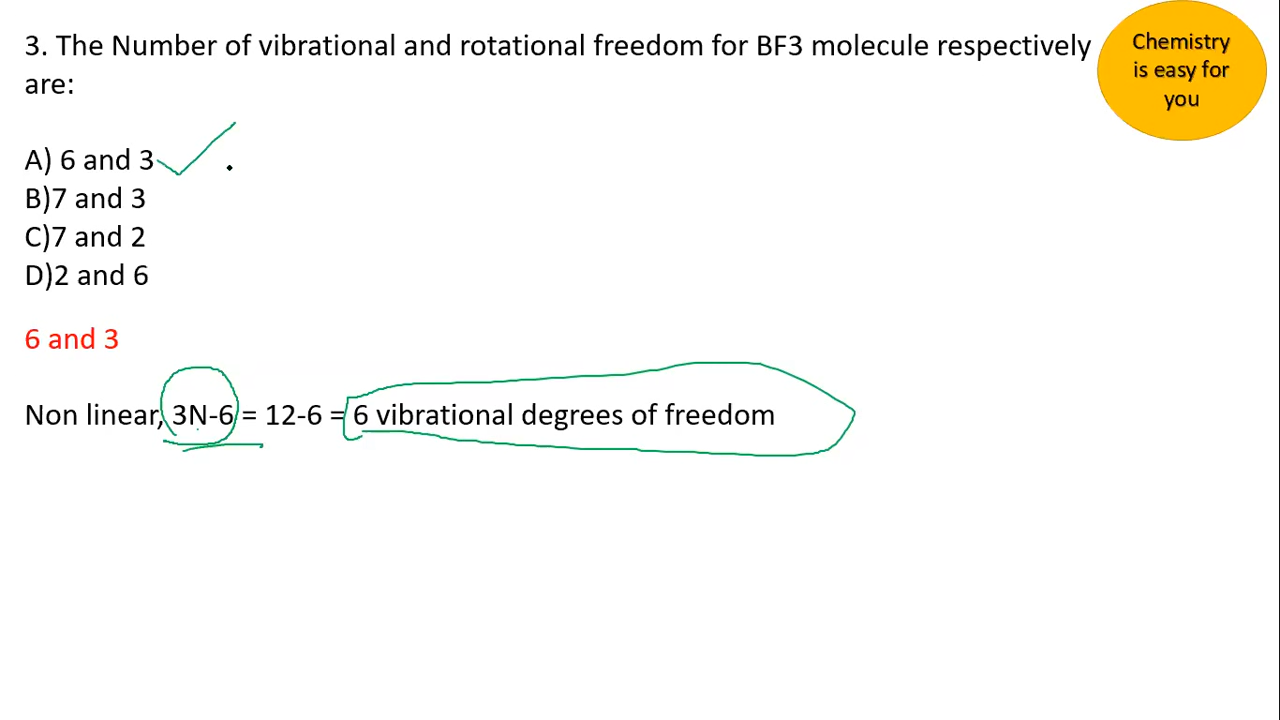 3. The Number of vibrational and rotational freedom for BF3 molecule respectively
are:
Chemistry
is easy for
you
A) 6 and 3
B)7 and 3
C)7 and 2
D)2 and 6
6 and 3
Non linear, 3N-6 = 12-6 = 6 vibrational degrees of freedom